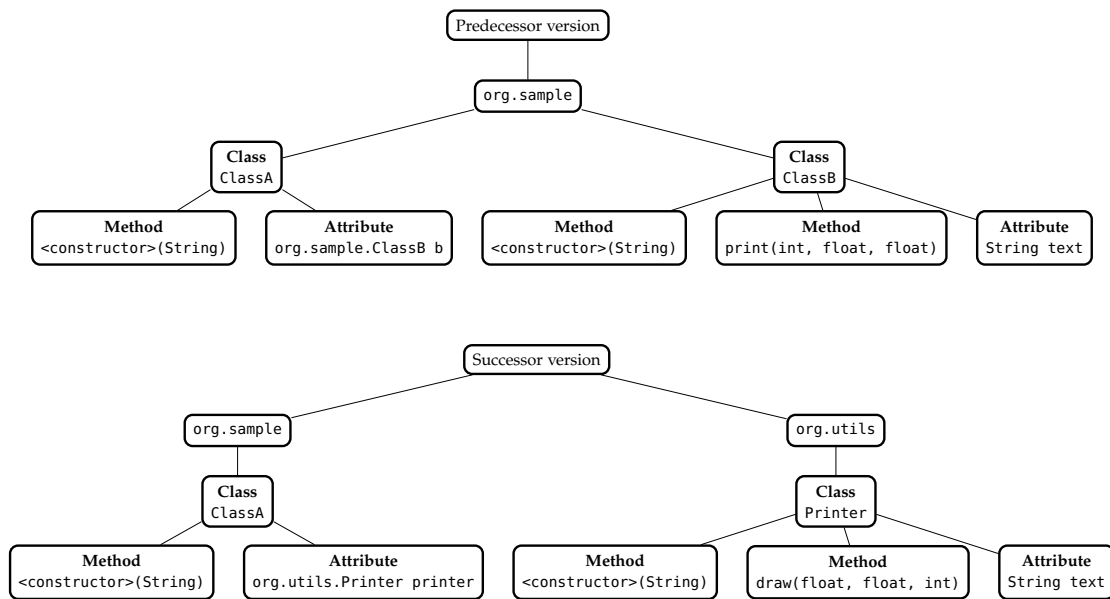 Predecessor version
org.sample
Class
ClassA
Class
ClassB
Method
<constructor>(String)
Attribute
org.sample.ClassB b
Method
<constructor>(String)
Method
print(int, float, float)
Attribute
String text
Successor version
org.sample
org.utils
Class
ClassA
Class
Printer
Method
<constructor>(String)
Attribute
org.utils.Printer printer
Method
<constructor>(String)
Method
draw(float, float, int)
Attribute
String text